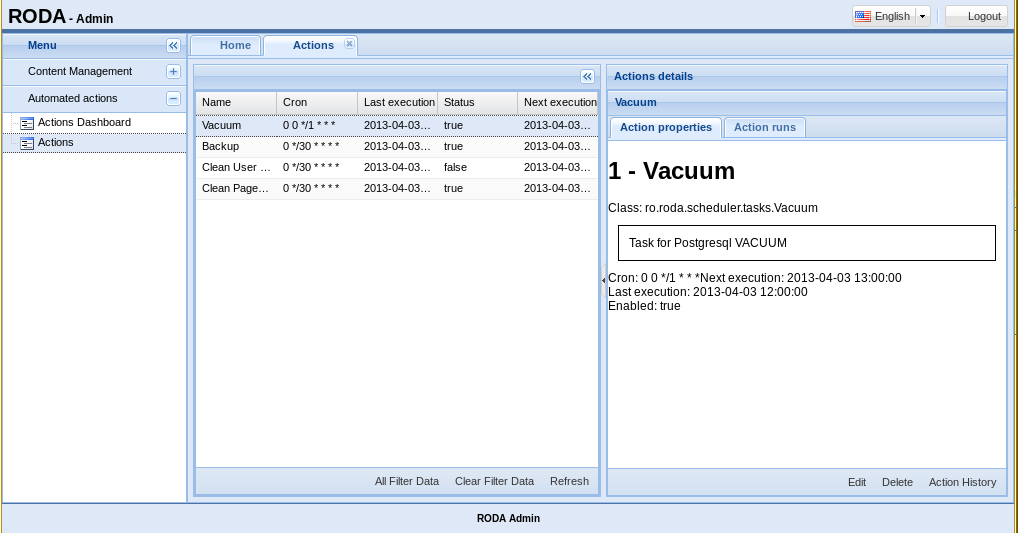 RODA - Admin
English
Logout
Menu
Content Management
Automated actions
Actions Dashboard
Actions
Home
Actions
Name Cron Last execution Status Next execution
Vacuum 0 0 */1 * * * 2013-04-03... true 2013-04-03...
Backup 0 */30 * * * * 2013-04-03... true 2013-04-03...
Clean User ... 0 */30 * * * * 2013-04-03... false 2013-04-03...
Clean Page... 0 */30 * * * * 2013-04-03... true 2013-04-03...
All Filter Data Clear Filter Data Refresh
Actions details
Vacuum
Action properties Action runs
1 - Vacuum
Class: ro.roda.scheduler.tasks.Vacuum
Task for Postgresql VACUUM
Cron: 0 0 */1 * * *Next execution: 2013-04-03 13:00:00
Last execution: 2013-04-03 12:00:00
Enabled: true
Edit Delete Action History
RODA Admin